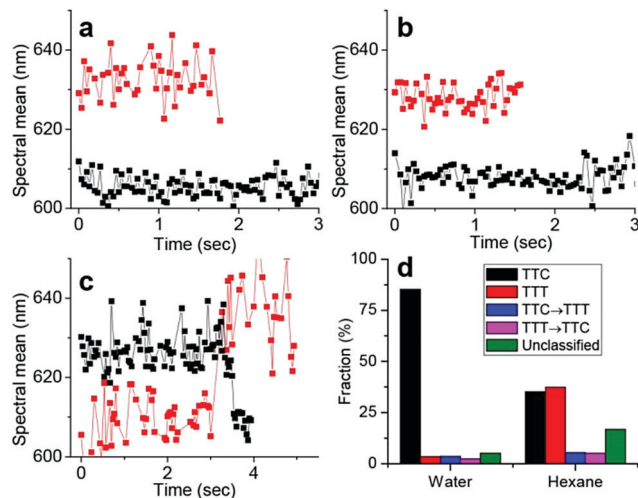 a
Spectral mean (nm)
640
620
600
0
1
2
3
Time (sec)
b
Spectral mean (nm)
640
620
600
0
1
2
3
Time (sec)
c
Spectral mean (nm)
640
620
600
0
2
4
Time (sec)
d
Fraction (%)
100
75
50
25
0
TTC
TTT
TTC→TTT
TTT→TTC
Unclassified
Water
Hexane